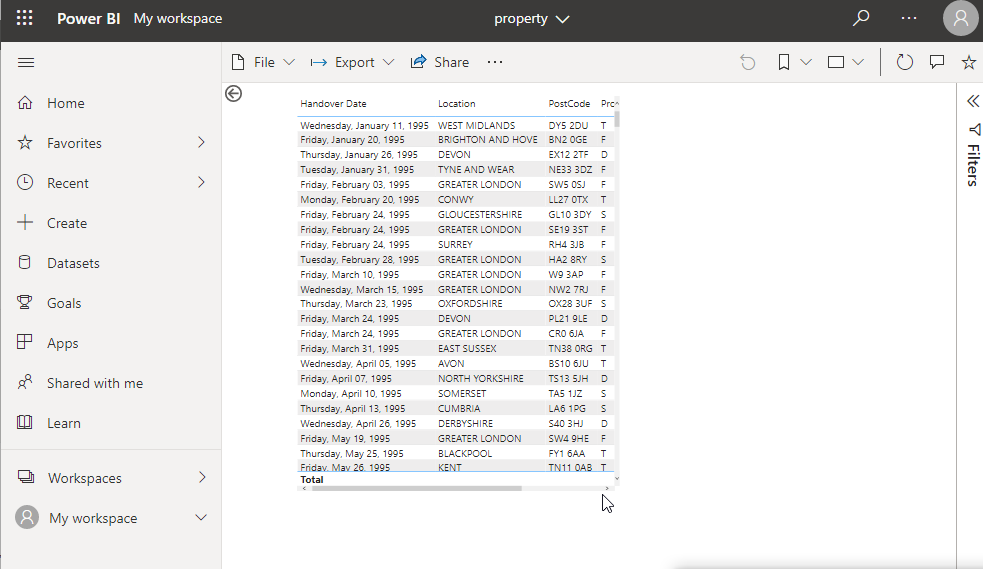 Power BI My workspace property
File Export Share
Home
Favorites
Recent
Create
Datasets
Goals
Apps
Shared with me
Learn
Workspaces
My workspace
Handover Date Location PostCode Pro
Wednesday, January 11, 1995 WEST MIDLANDS DY5 2DU T
Friday, January 20, 1995 BRIGHTON AND HOVE BN2 0GE F
Thursday, January 26, 1995 DEVON EX12 2TF D
Tuesday, January 31, 1995 TYNE AND WEAR NE33 3DZ F
Friday, February 03, 1995 GREATER LONDON SW5 0SJ F
Monday, February 20, 1995 CONWY LL27 0TX T
Friday, February 24, 1995 GLOUCESTERSHIRE GL10 3DY S
Friday, February 24, 1995 GREATER LONDON SE19 3ST F
Friday, February 24, 1995 SURREY RH4 3JB F
Tuesday, February 28, 1995 GREATER LONDON HA2 8RY S
Friday, March 10, 1995 GREATER LONDON W9 3AP F
Wednesday, March 15, 1995 GREATER LONDON NW2 7RJ F
Thursday, March 23, 1995 OXFORDSHIRE OX28 3UF S
Friday, March 24, 1995 DEVON PL21 9LE D
Friday, March 24, 1995 GREATER LONDON CR0 6JA F
Friday, March 31, 1995 EAST SUSSEX TN38 0RG T
Wednesday, April 05, 1995 AVON BS10 6JU T
Friday, April 07, 1995 NORTH YORKSHIRE TS13 5JH D
Monday, April 10, 1995 SOMERSET TA5 1JZ S
Thursday, April 13, 1995 CUMBRIA LA6 1PG S
Wednesday, April 26, 1995 DERBYSHIRE S40 3HJ D
Friday, May 19, 1995 GREATER LONDON SW4 9HE F
Thursday, May 25, 1995 BLACKPOOL FY1 6AA T
Friday, May 26, 1995 KENT TN11 0AB T
Total
Filters